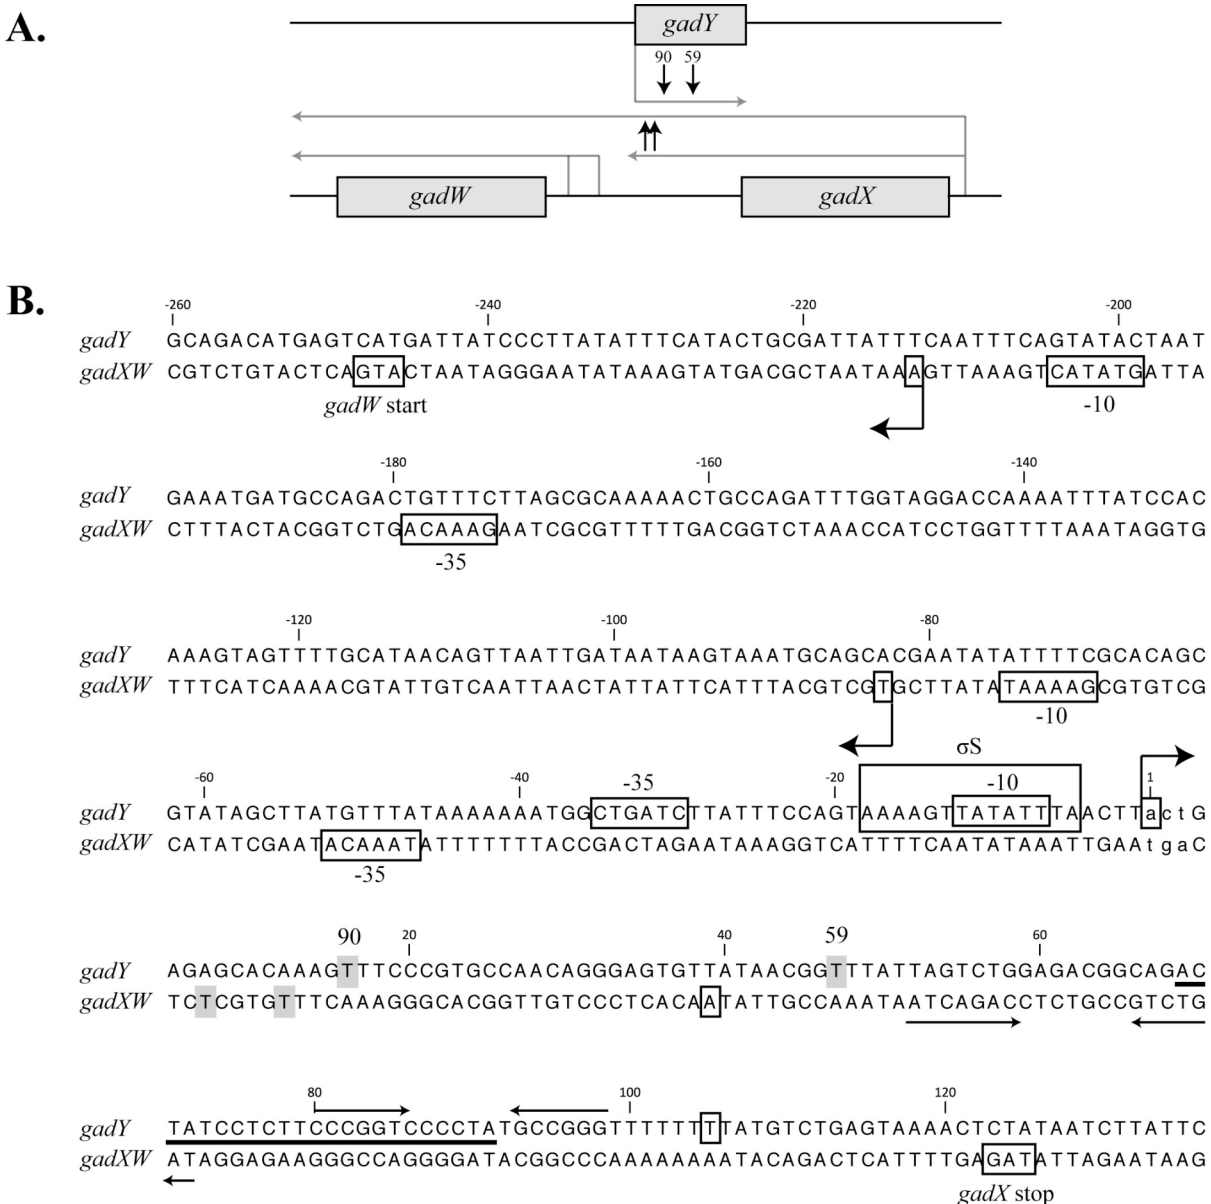 A.
gadY
90 59
gadW gadX
B.
-260 -240 -220 -200
gadY GCAGACATGAGTCATGATTATCCCTTATATTTCATACTGCGATTATTTCAATTTCAGTATACTAAT
gadXW CGTCTGTACTCAGTACTAATAGGGAATATAAAGTATGACGCTAATAAAGTTAAAGTCATATGATTA
gadW start -10
-180 -160 -140
gadY GAAATGATGCCAGACTGTTTCTTAGCGCAAAAACTGCCAGATTTGGTAGGACCAAAATTTATCCAC
gadXW CTTTACTACGGTCTGACAAAGAATCGCGTTTTTGACGGTCTAAACCATCCTGGTTTTAAATAGGTG
-35
-120 -100 -80
gadY AAAGTAGTTTTGCATAACAGTTAATTGATAATAAGTAAATGCAGCACGAATATATTTTCGCACAGC
gadXW TTTCATCAAAACGTATTGTCAATTAACTATTATTCATTTACGTCGTGCTTATATAAAAGCGTGTCG
-10
σS
-60 -40 -35 -20 -10 1
gadY GTATAGCTTATGTTTATAAAAAAATGGCTGATCTTATTTCCAGTAAAAGTTATATTTAACTTactG
gadXW CATATCGAATACAAATATTTTTTTACCGACTAGAATAAAGGTCATTTTCAATATAAATTGAAtgaC
-35
90 20 40 59 60
gadY AGAGCACAAAGTTTCCCGTGCCAACAGGGAGTGTTATAACGGTTTATTAGTCTGGAGACGGCAGAC
gadXW TCTCGTGTTTCAAAGGGCACGGTTGTCCCTCACAATATTGCCAAATAATCAGACCTCTGCCGTCTG
80 100 120
gadY TATCCTCTTCCCGGTCCCCTATGCCGGGTTTTTTTTATGTCTGAGTAAAACTCTATAATCTTATTC
gadXW ATAGGAGAAGGGCCAGGGGATACGGCCCAAAAAAAATACAGACTCATTTTGAGATATTAGAATAAG
gadX stop